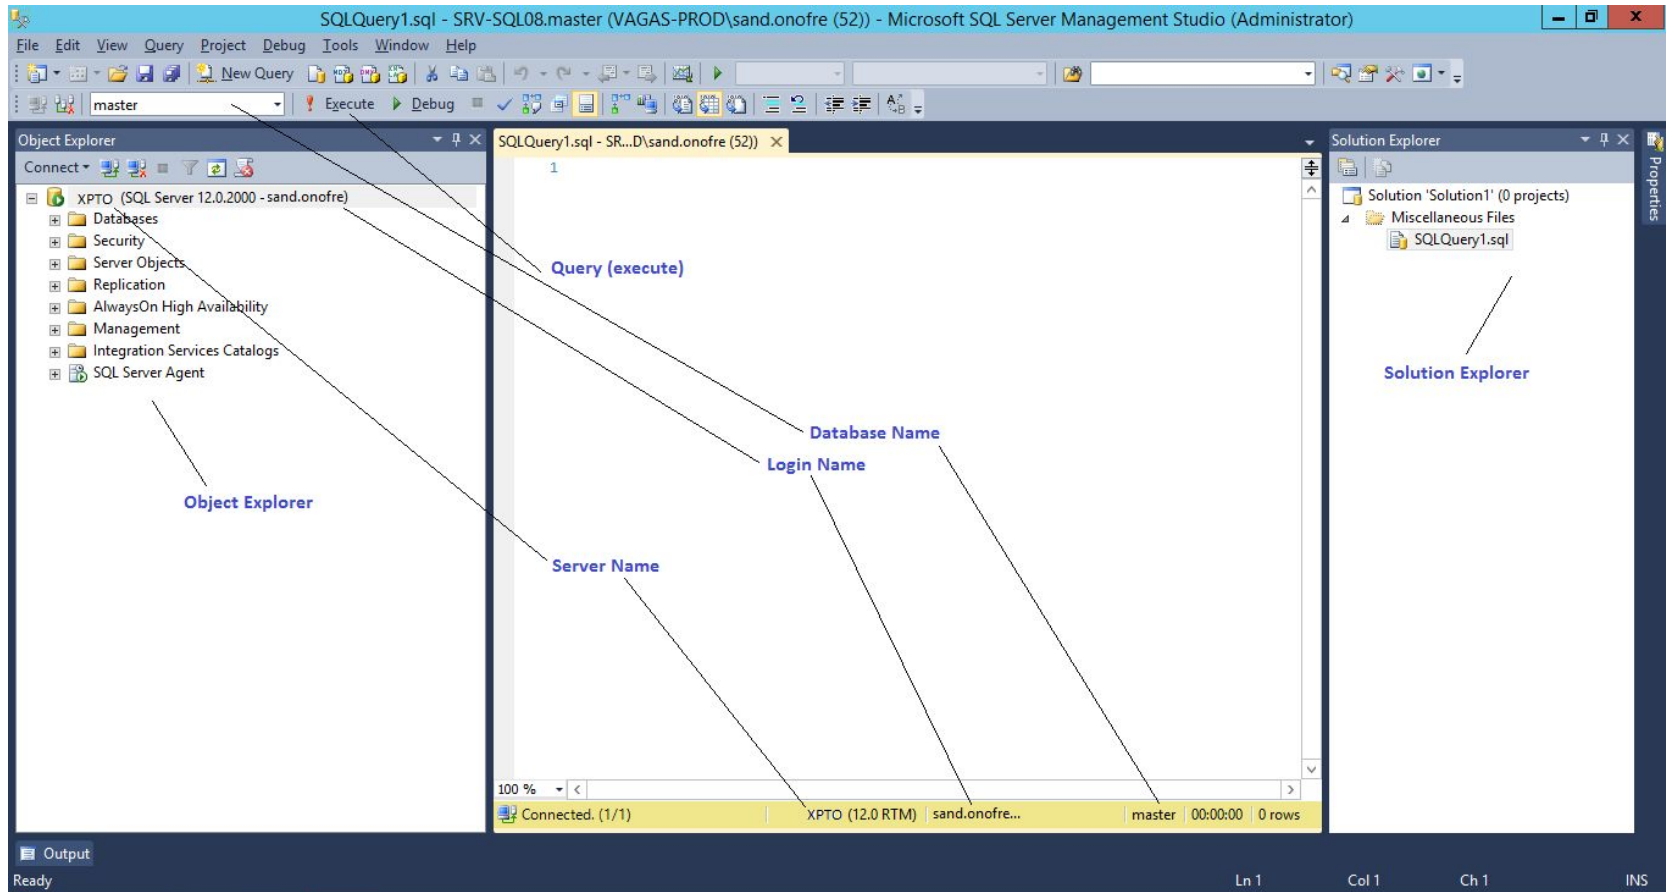 SQLQuery1.sql - SRV-SQL08.master (VAGAS-PROD\sand.onofre (52)) - Microsoft SQL Server Management Studio (Administrator)
File Edit View Query Project Debug Tools Window Help
New Query
master Execute Debug
Object Explorer
Connect
XPTO (SQL Server 12.0.2000 - sand.onofre)
Databases
Security
Server Objects
Replication
AlwaysOn High Availability
Management
Integration Services Catalogs
SQL Server Agent
Object Explorer
SQLQuery1.sql - SR...D\sand.onofre (52))
1
Query (execute)
Database Name
Login Name
Server Name
100 %
Connected. (1/1) XPTO (12.0 RTM) sand.onofre... master 00:00:00 0 rows
Solution Explorer
Solution 'Solution1' (0 projects)
Miscellaneous Files
SQLQuery1.sql
Solution Explorer
Properties
Output
Ready Ln 1 Col 1 Ch 1 INS